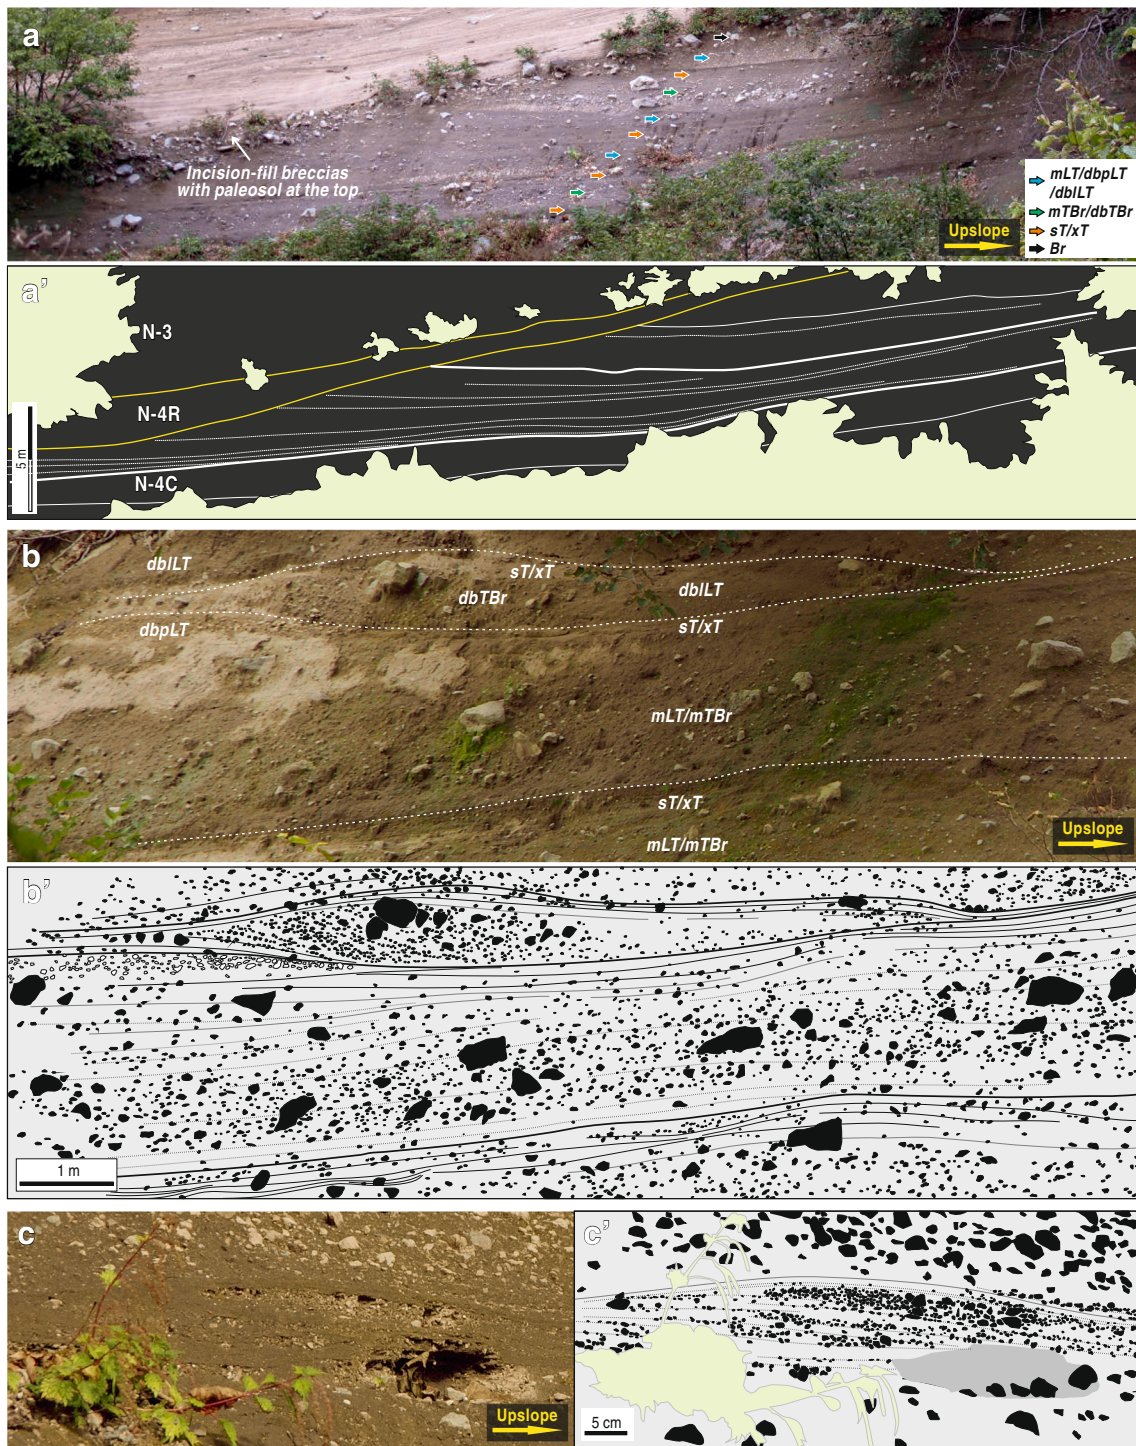 a
Incision-fill breccias
with paleosol at the top
mLT/dbpLT
/dblLT
mTBr/dbTBr
sT/xT
Br
Upslope
a'
N-3
N-4R
N-4C
5 m
b
dblLT
sT/xT
dbTBr
dblLT
dbpLT
sT/xT
mLT/mTBr
sT/xT
mLT/mTBr
Upslope
b'
1 m
c
Upslope
c'
5 cm